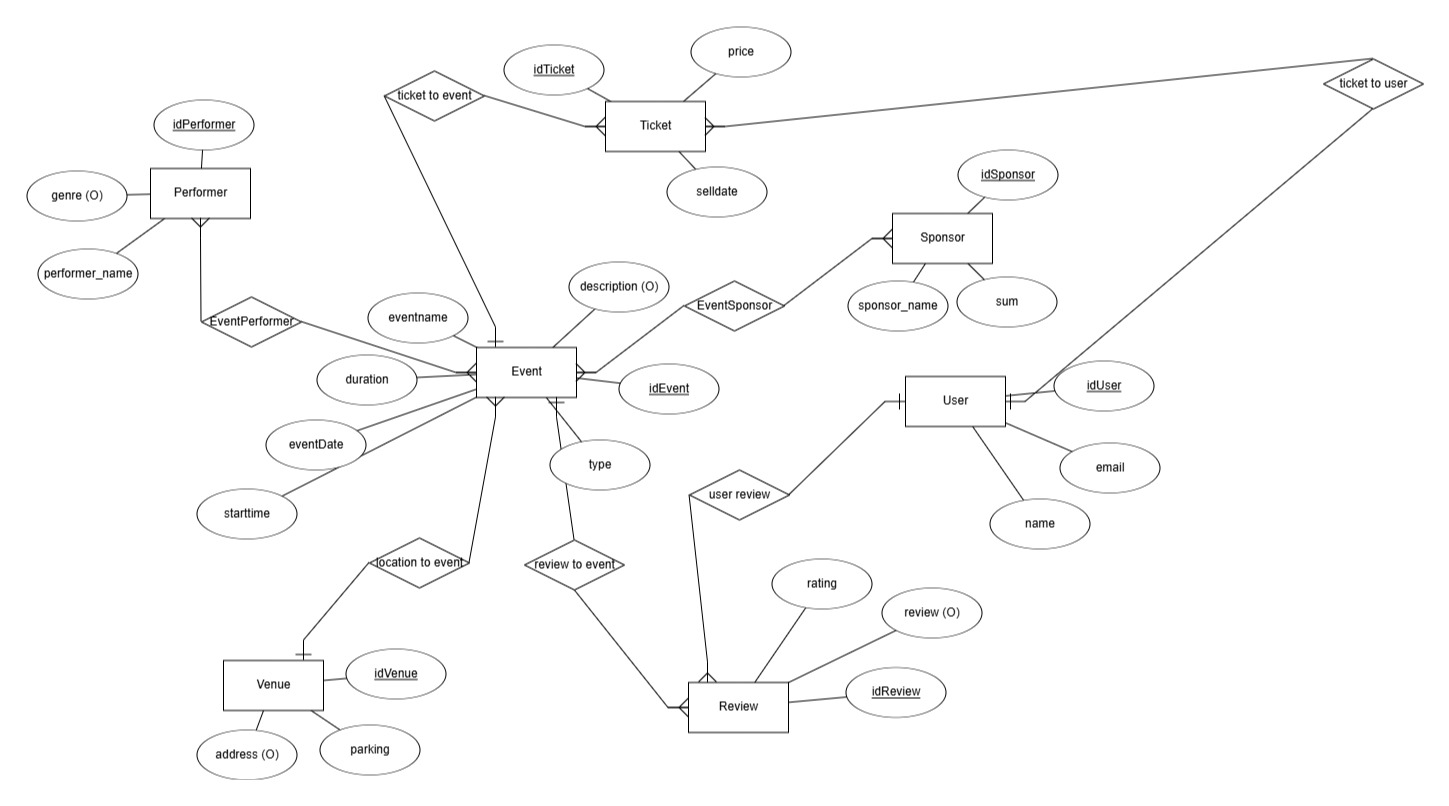 price
idTicket
ticket to event
ticket to user
idPerformer
Ticket
idSponsor
genre (O)
Performer
selldate
Sponsor
performer_name
description (O)
EventPerformer
eventname
EventSponsor
sponsor_name
sum
duration
Event
idEvent
User
idUser
eventDate
type
email
user review
starttime
name
location to event
review to event
rating
review (O)
Venue
idVenue
Review
idReview
address (O)
parking